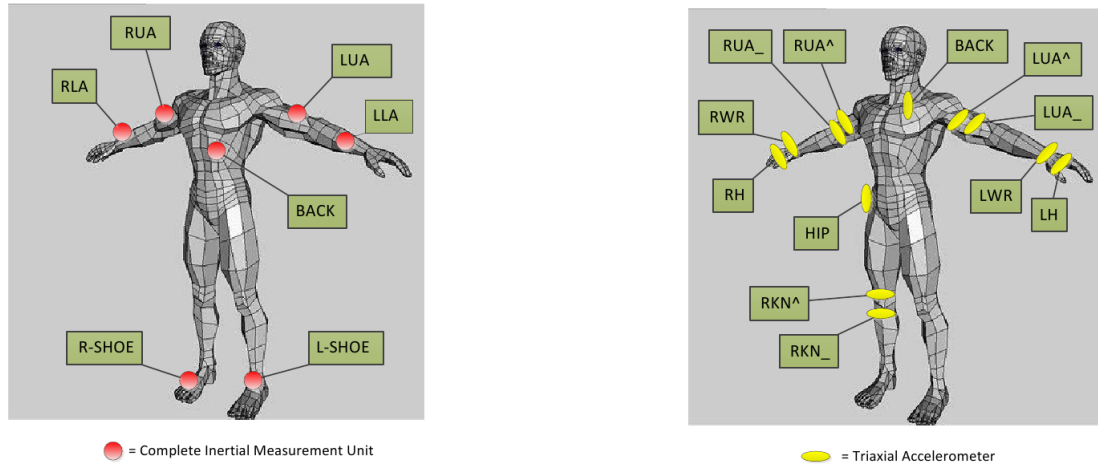 RUA
LUA
RLA
LLA
BACK
R-SHOE
L-SHOE
= Complete Inertial Measurement Unit
RUA_
RUA^
BACK
LUA^
LUA_
RWR
RH
LWR
LH
HIP
RKN^
RKN_
= Triaxial Accelerometer